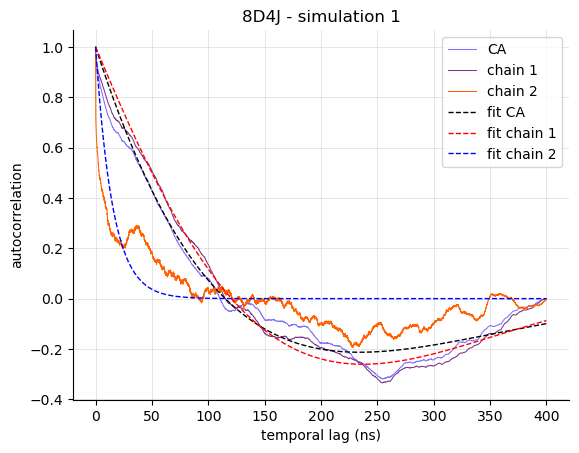 8D4J - simulation 1
CA
chain 1
chain 2
fit CA
fit chain 1
fit chain 2
autocorrelation
1.0
0.8
0.6
0.4
0.2
0.0
−0.2
−0.4
0 50 100 150 200 250 300 350 400
temporal lag (ns)